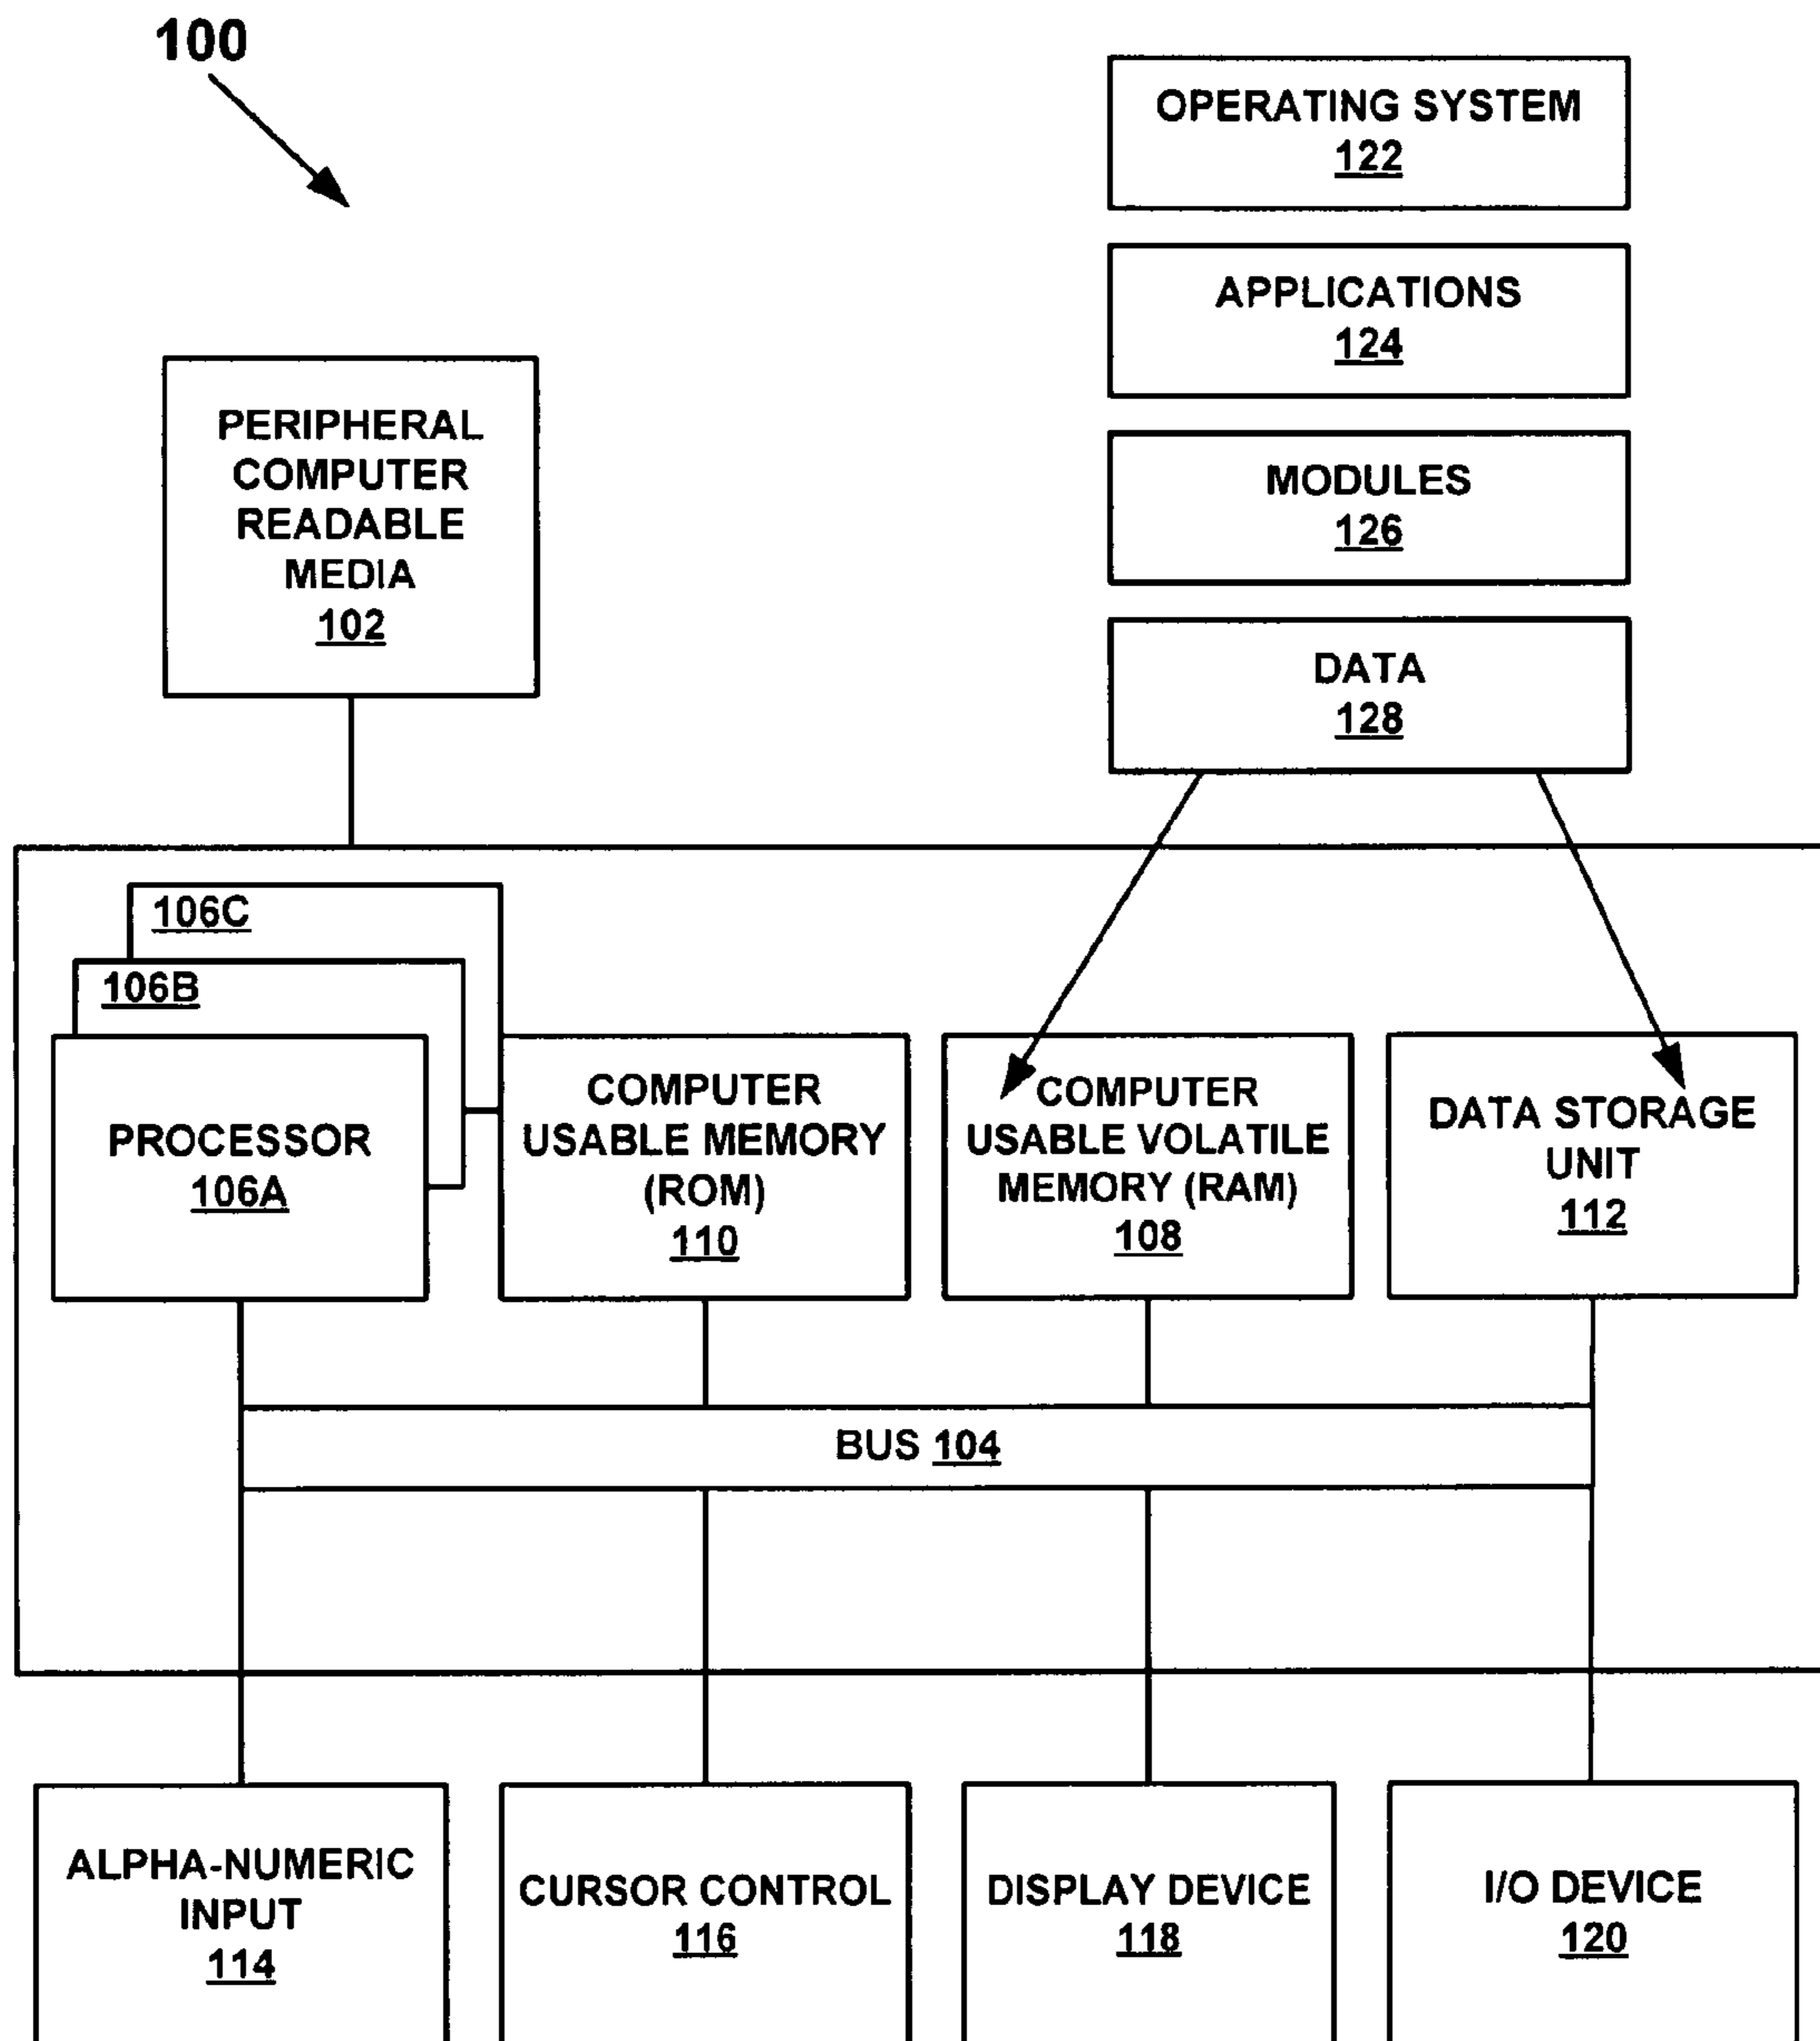 100
OPERATING SYSTEM
122
APPLICATIONS
124
PERIPHERAL
COMPUTER
READABLE
MEDIA
102
MODULES
126
DATA
128
106C
106B
PROCESSOR
106A
COMPUTER
USABLE MEMORY
(ROM)
110
COMPUTER
USABLE VOLATILE
MEMORY (RAM)
108
DATA STORAGE
UNIT
112
BUS 104
ALPHA-NUMERIC
INPUT
114
CURSOR CONTROL
116
DISPLAY DEVICE
118
I/O DEVICE
120